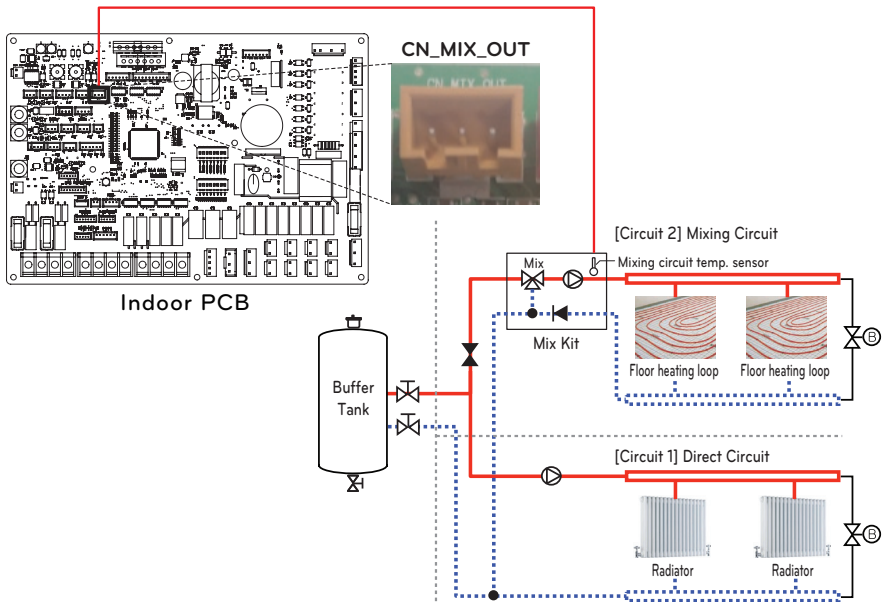 CN_MIX_OUT
CN_MIX_OUT
Indoor PCB
[Circuit 2] Mixing Circuit
Mix
Mixing circuit temp. sensor
Mix Kit
Floor heating loop
Floor heating loop
B
Buffer
Tank
[Circuit 1] Direct Circuit
B
Radiator
Radiator